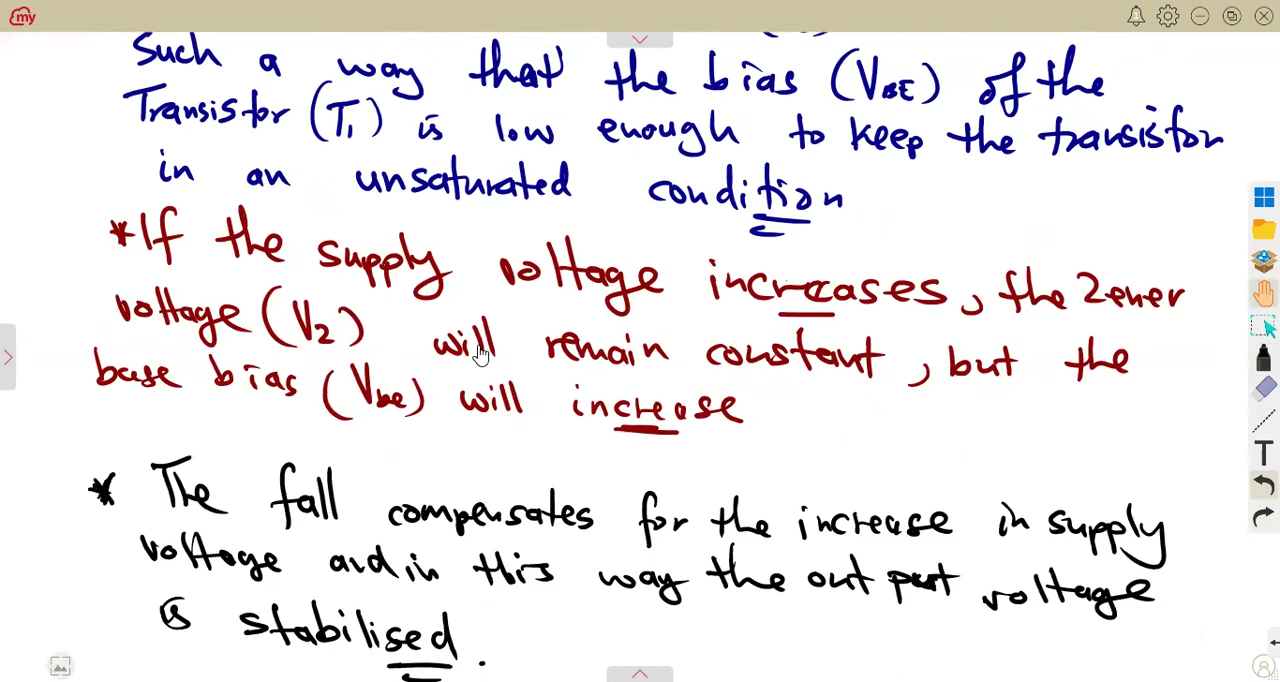 my
Such a way that the bias (VBE) of the
Transistor (T1) is low enough to keep the transistor
in an unsaturated condition
*If the supply voltage increases, the Zener
voltage (VZ) will remain constant, but the
base bias (Vbe) will increase
* The fall compensates for the increase in supply
voltage and in this way the out put voltage
is stabilised.
T